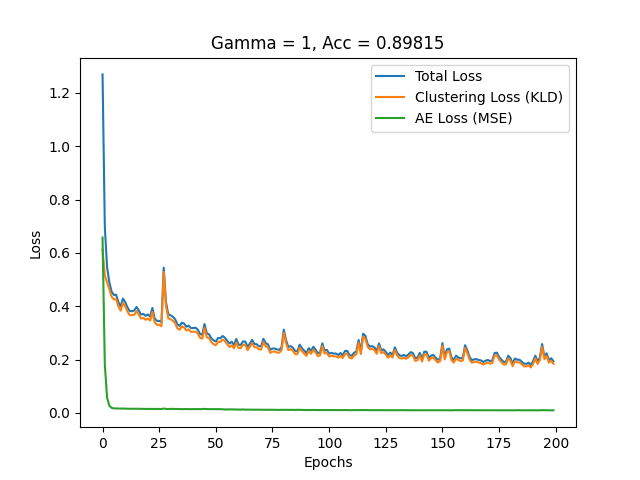 Gamma = 1, Acc = 0.89815
Total Loss
Clustering Loss (KLD)
AE Loss (MSE)
1.2
1.0
0.8
0.6
0.4
0.2
0.0
Loss
0 25 50 75 100 125 150 175 200
Epochs